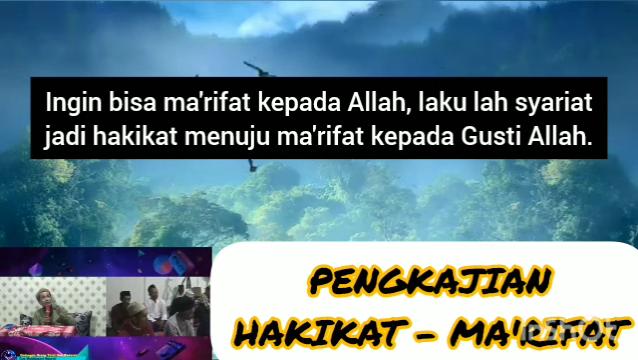 Ingin bisa ma'rifat kepada Allah, laku lah syariat
jadi hakikat menuju ma'rifat kepada Gusti Allah.
PENGKAJIAN
HAKIKAT - MA'RIFAT